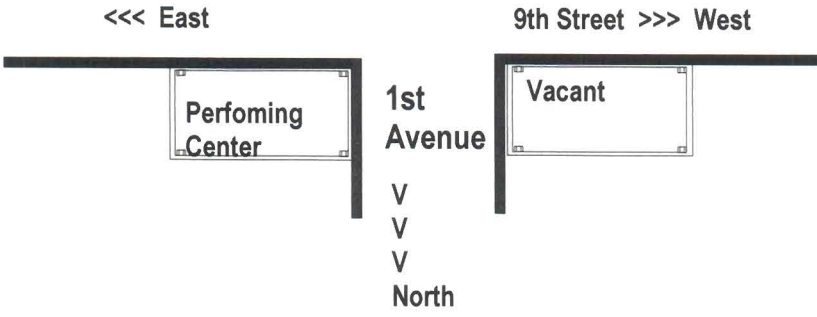 <<< East
9th Street >>> West
Perfoming
Center
1st
Avenue
Vacant
V
V
V
North